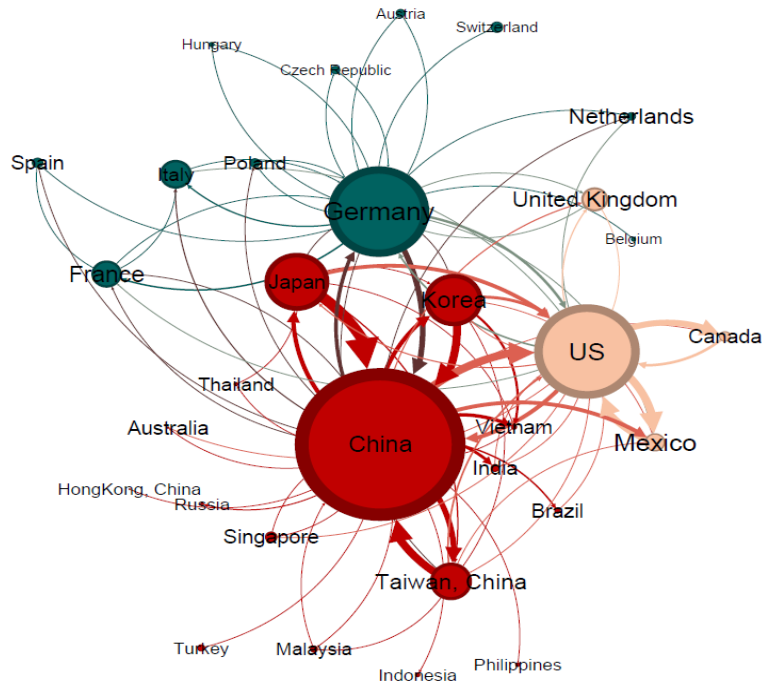 Austria
Switzerland
Hungary
Czech Republic
Netherlands
Spain
Italy
Poland
United Kingdom
Germany
Belgium
France
Japan
Korea
Canada
US
Thailand
Vietnam
Australia
China
Mexico
India
HongKong, China
Russia
Brazil
Singapore
Taiwan, China
Turkey
Malaysia
Philippines
Indonesia